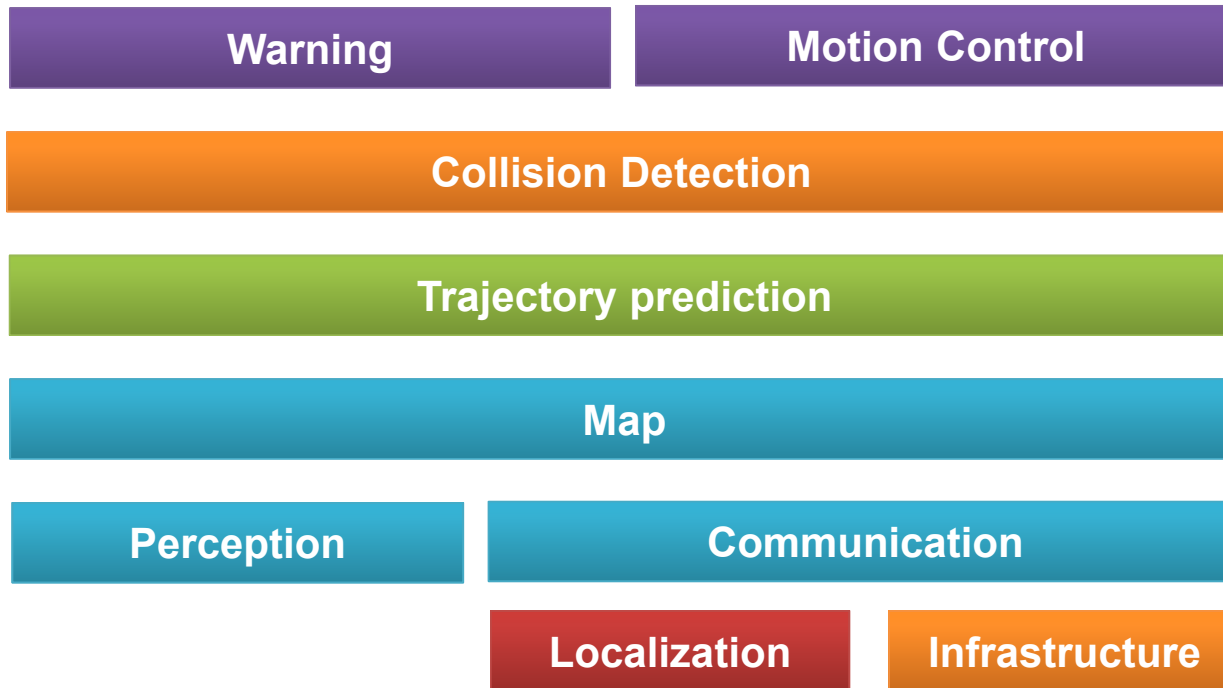 Warning
Motion Control
Collision Detection
Trajectory prediction
Map
Perception
Communication
Localization
Infrastructure